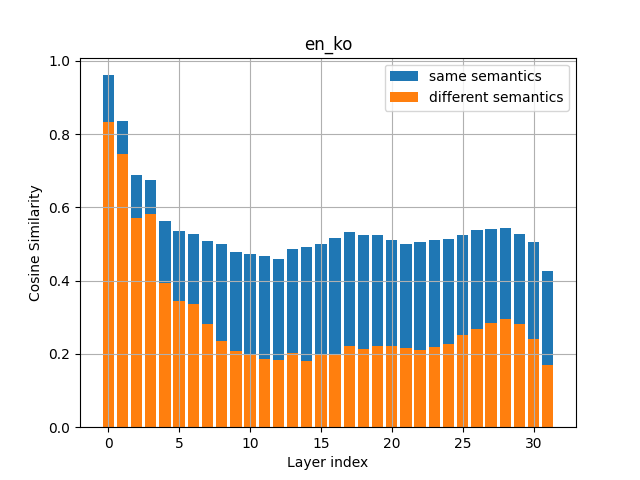 en_ko
same semantics
different semantics
1.0
0.8
0.6
0.4
0.2
0.0
Cosine Similarity
0 5 10 15 20 25 30
Layer index